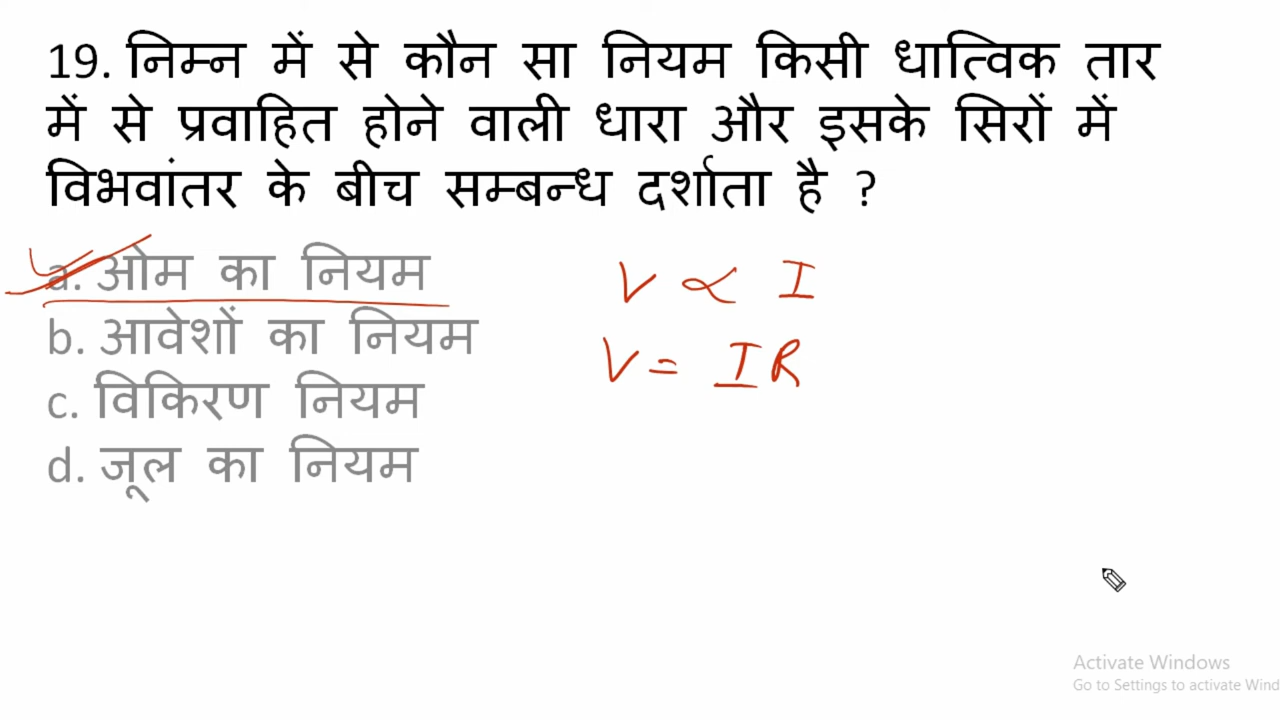 19. निम्न में से कौन सा नियम किसी धात्विक तार
में से प्रवाहित होने वाली धारा और इसके सिरों में
विभवांतर के बीच सम्बन्ध दर्शाता है ?
a. ओम का नियम
b. आवेशों का नियम
c. विकिरण नियम
d. जूल का नियम
V ∝ I
V = IR
Activate Windows
Go to Settings to activate Wind